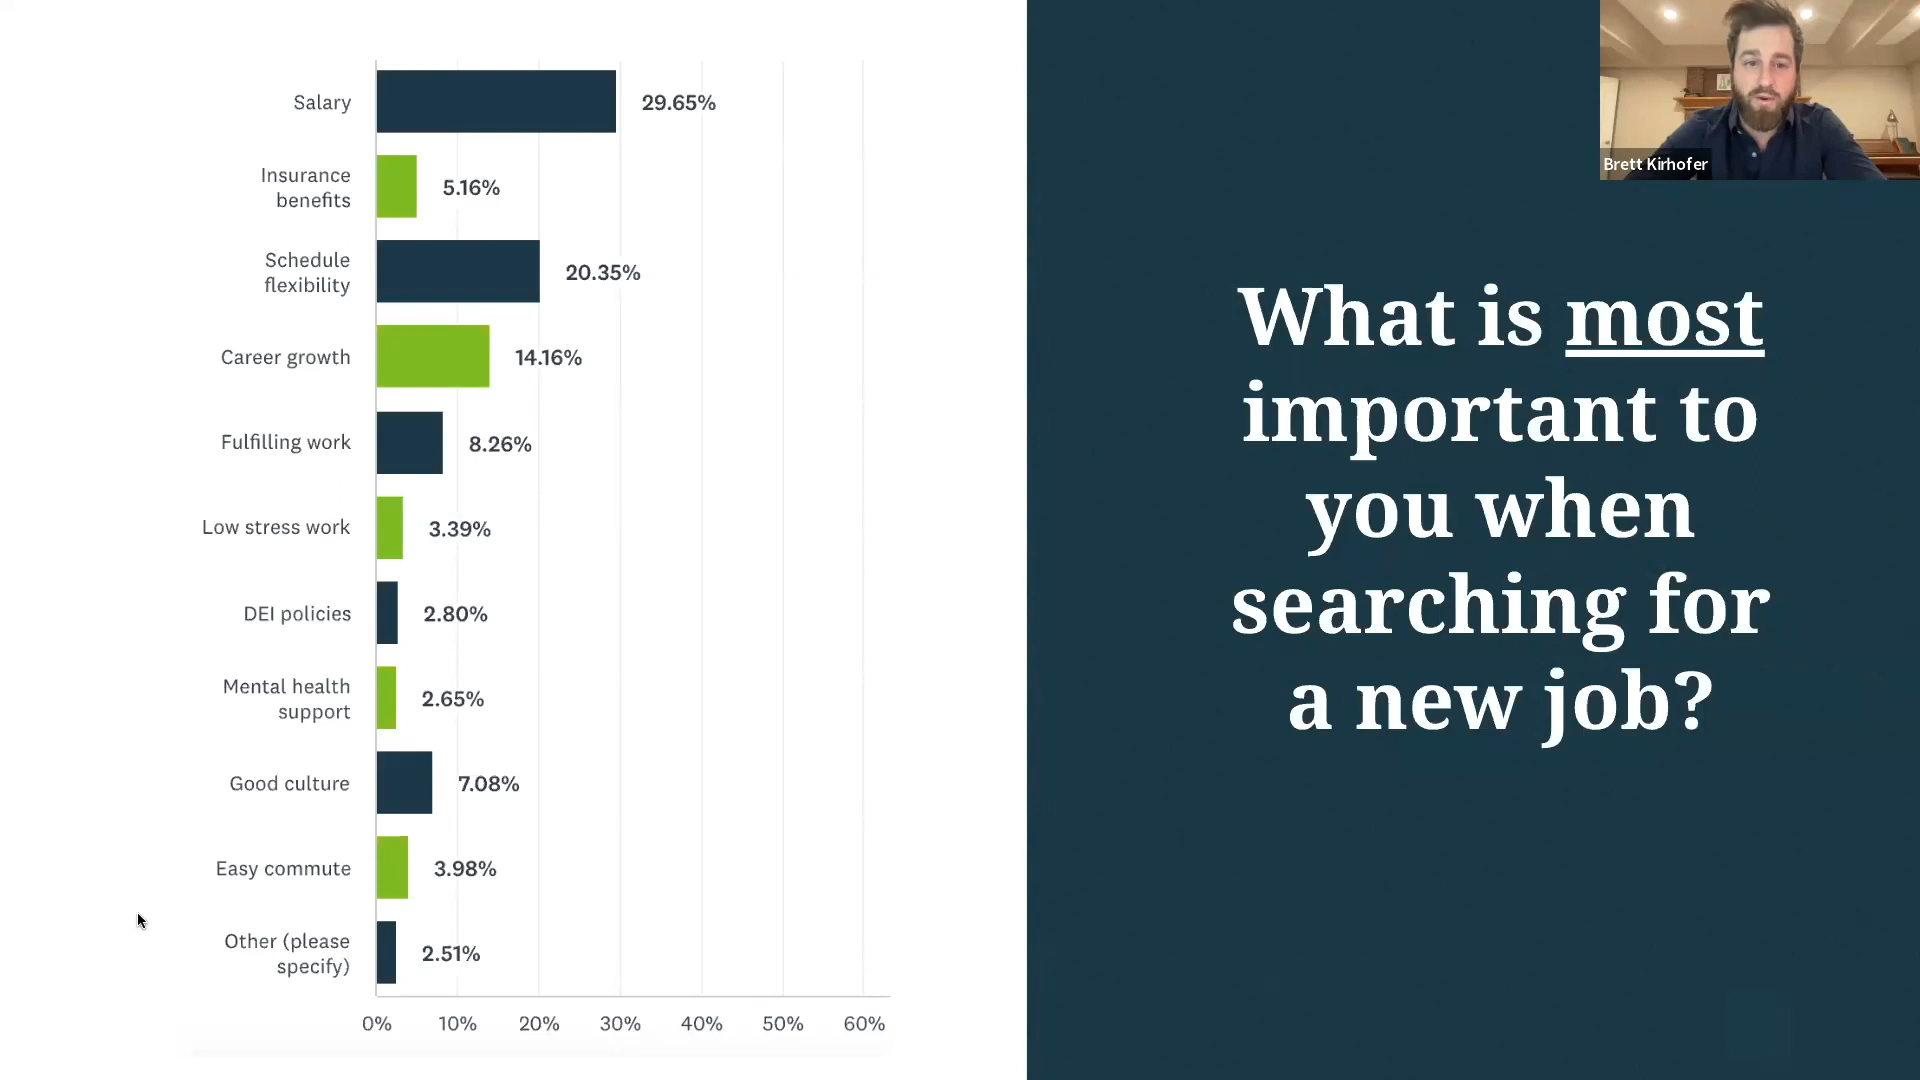 Salary
29.65%
Insurance
benefits
5.16%
Schedule
flexibility
20.35%
Career growth
14.16%
Fulfilling work
8.26%
Low stress work
3.39%
DEI policies
2.80%
Mental health
support
2.65%
Good culture
7.08%
Easy commute
3.98%
Other (please
specify)
2.51%
0% 10% 20% 30% 40% 50% 60%
Brett Kirhofer
What is most
important to
you when
searching for
a new job?